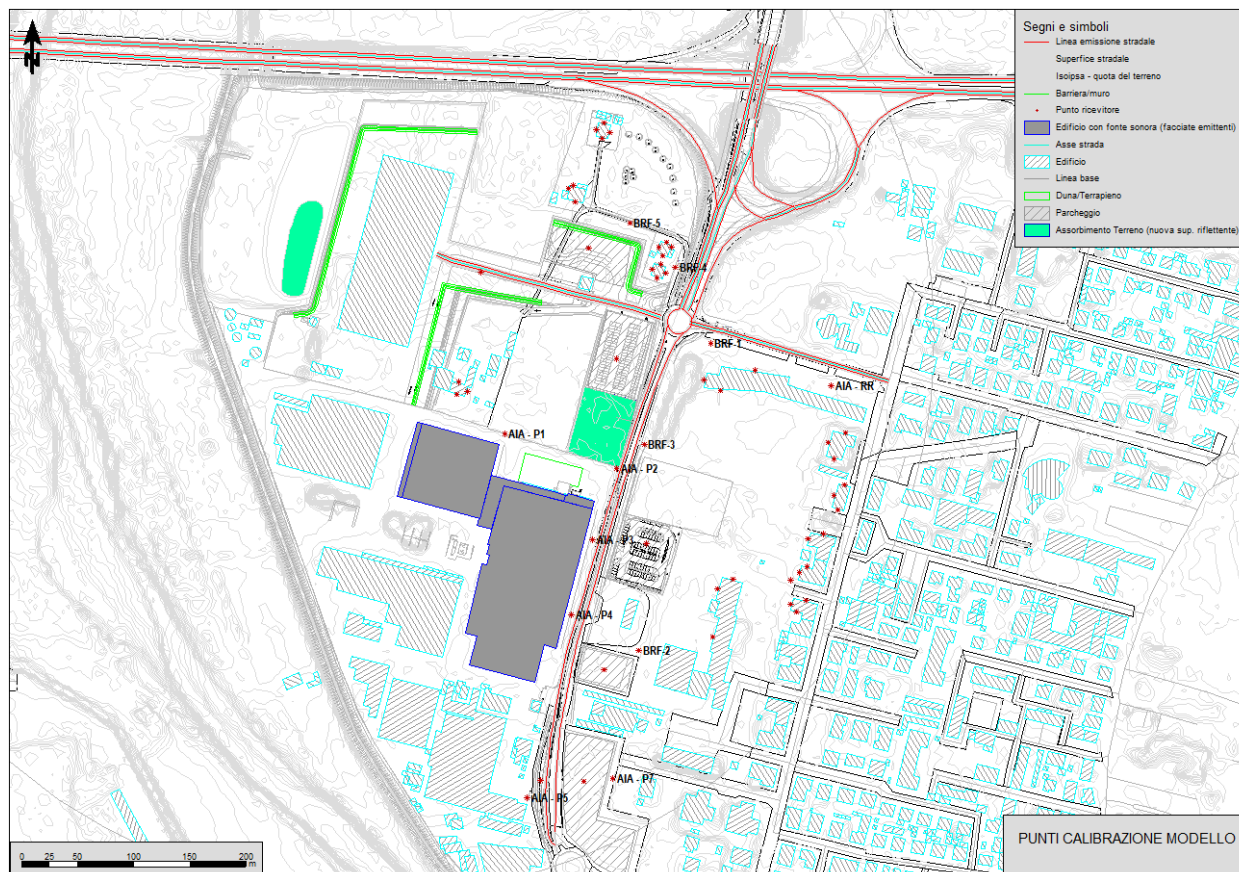 N
Segni e simboli
Linea emissione stradale
Superfice stradale
Isoipsa - quota del terreno
Barriera/muro
Punto ricevitore
Edificio con fonte sonora (facciate emittenti)
Asse strada
Edificio
Linea base
Duna/Terrapieno
Parcheggio
Assorbimento Terreno (nuova sup. riflettente)
BRF-5
BRF-4
BRF-1
AIA - RR
AIA - P1
BRF-3
AIA - P2
AIA - P3
AIA - P4
BRF-2
AIA - P7
AIA - P5
PUNTI CALIBRAZIONE MODELLO
0 25 50 100 150 200
m